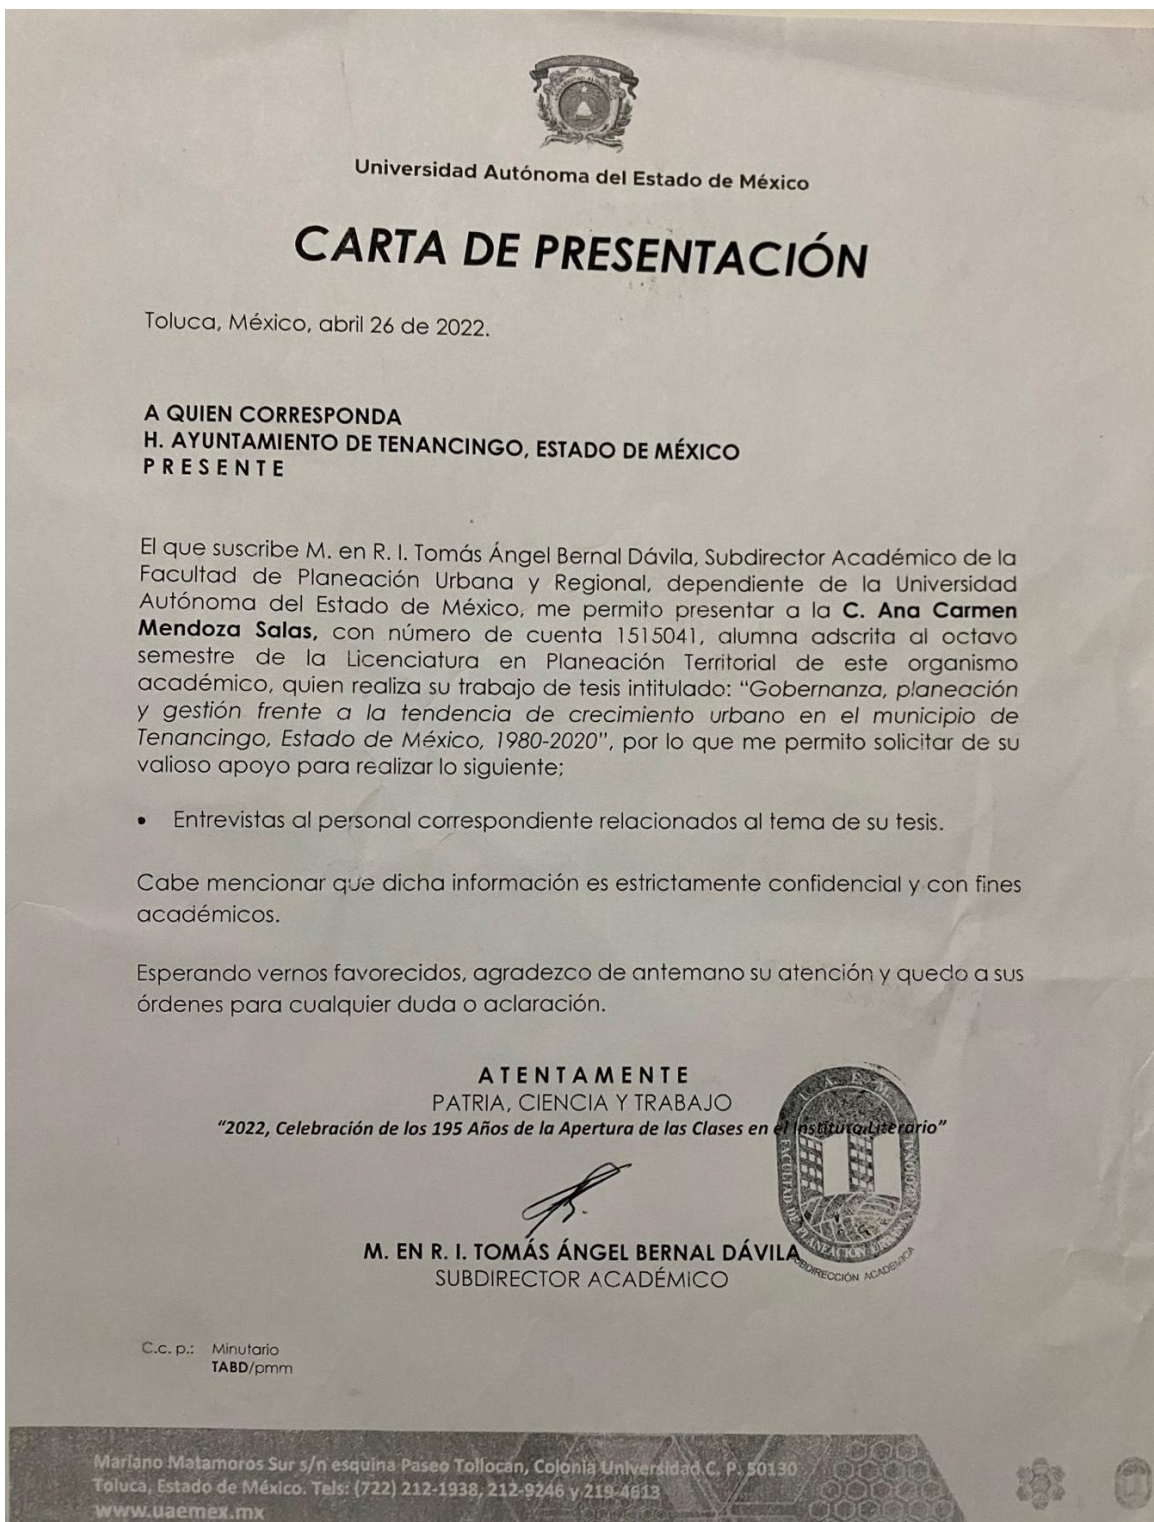 Universidad Autónoma del Estado de México
CARTA DE PRESENTACIÓN
Toluca, México, abril 26 de 2022.
A QUIEN CORRESPONDA
H. AYUNTAMIENTO DE TENANCINGO, ESTADO DE MÉXICO
P R E S E N T E
El que suscribe M. en R. I. Tomás Ángel Bernal Dávila, Subdirector Académico de la
Facultad de Planeación Urbana y Regional, dependiente de la Universidad
Autónoma del Estado de México, me permito presentar a la C. Ana Carmen
Mendoza Salas, con número de cuenta 1515041, alumna adscrita al octavo
semestre de la Licenciatura en Planeación Territorial de este organismo
académico, quien realiza su trabajo de tesis intitulado: “Gobernanza, planeación
y gestión frente a la tendencia de crecimiento urbano en el municipio de
Tenancingo, Estado de México, 1980-2020”, por lo que me permito solicitar de su
valioso apoyo para realizar lo siguiente;
• Entrevistas al personal correspondiente relacionados al tema de su tesis.
Cabe mencionar que dicha información es estrictamente confidencial y con fines
académicos.
Esperando vernos favorecidos, agradezco de antemano su atención y quedo a sus
órdenes para cualquier duda o aclaración.
A T E N T A M E N T E
PATRIA, CIENCIA Y TRABAJO
“2022, Celebración de los 195 Años de la Apertura de las Clases en el Instituto Literario”
M. EN R. I. TOMÁS ÁNGEL BERNAL DÁVILA
SUBDIRECTOR ACADÉMICO
U. A. E. M.
FACULTAD DE PLANEACIÓN URBANA Y REGIONAL
SUBDIRECCIÓN ACADÉMICA
C.c. p.: Minutario
TABD/pmm
Mariano Matamoros Sur s/n esquina Paseo Tollocan, Colonia Universidad C. P. 50130
Toluca, Estado de México. Tels: (722) 212-1938, 212-9246 y 219-4613
www.uaemex.mx